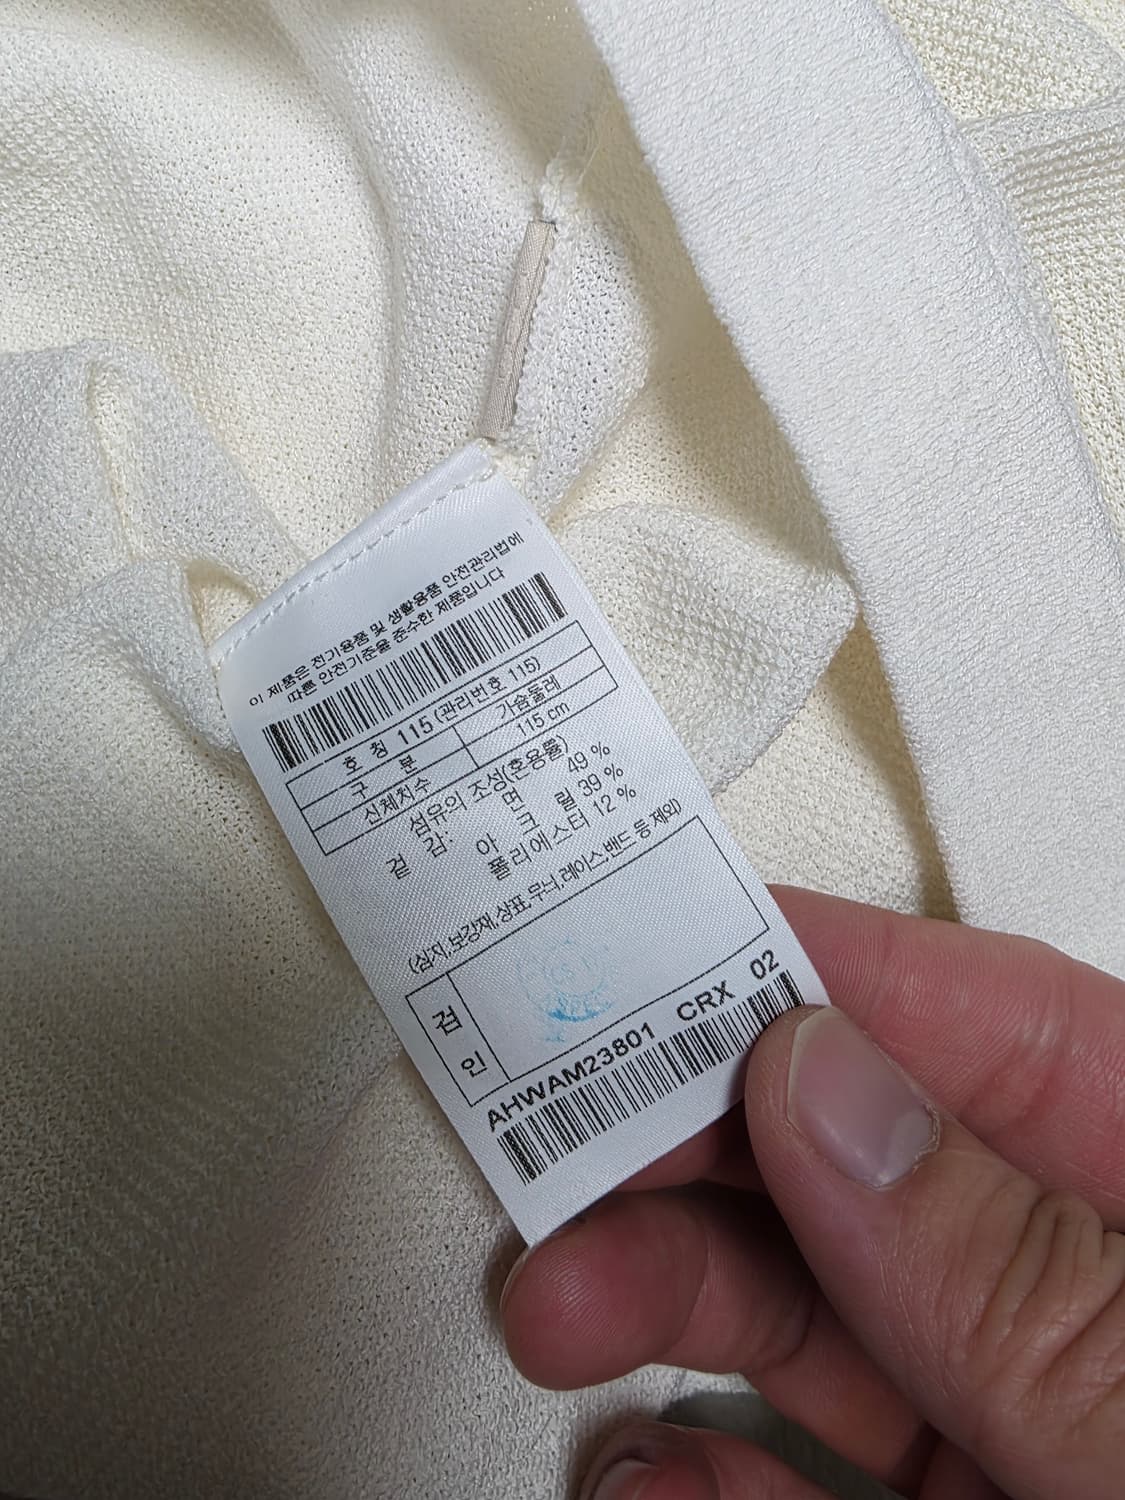 이 제품은 전기용품 및 생활용품 안전관리법에
따른 안전기준을 준수한 제품입니다
호 칭 115 (관리번호 115)
구 분 가슴둘레
신체치수 115 cm
섬유의 조성(혼용률)
겉 감: 면 49 %
아 크 릴 39 %
폴리에스터 12 %
(심지,보강재,상표,무늬,레이스,밴드 등 제외)
검
인
AHWAM23801 CRX 02